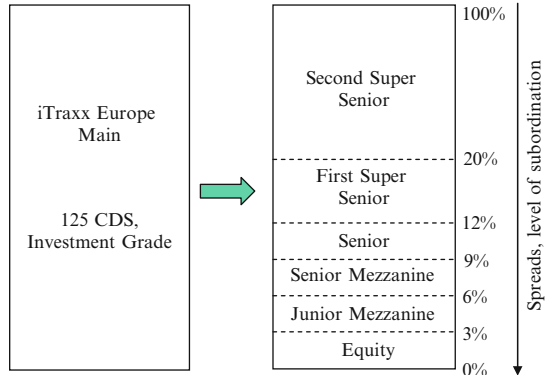 iTraxx Europe
Main
125 CDS,
Investment Grade
100%
Second Super
Senior
20%
First Super
Senior
12%
Senior
9%
Senior Mezzanine
6%
Junior Mezzanine
3%
Equity
0%
Spreads, level of subordination